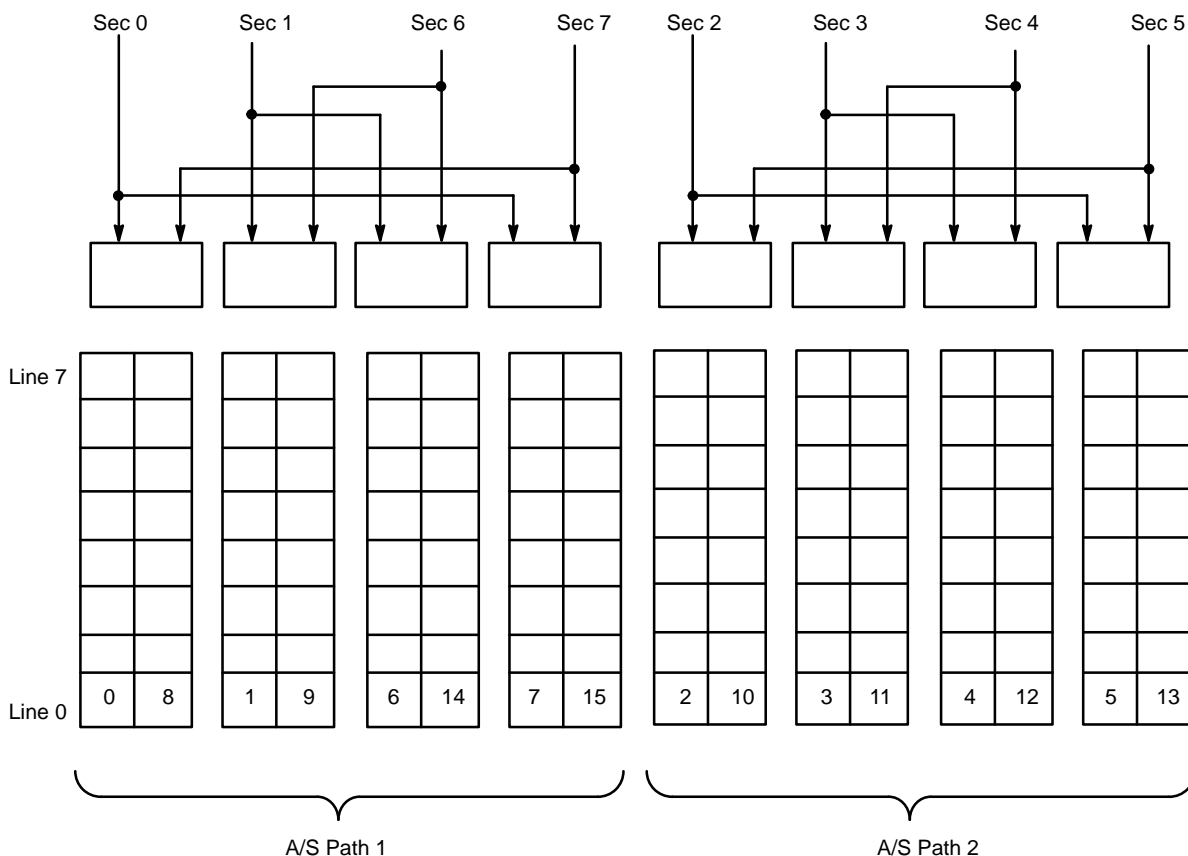 Sec 0 Sec 1 Sec 6 Sec 7 Sec 2 Sec 3 Sec 4 Sec 5
Line 7
Line 0 0 8 1 9 6 14 7 15 2 10 3 11 4 12 5 13
A/S Path 1 A/S Path 2